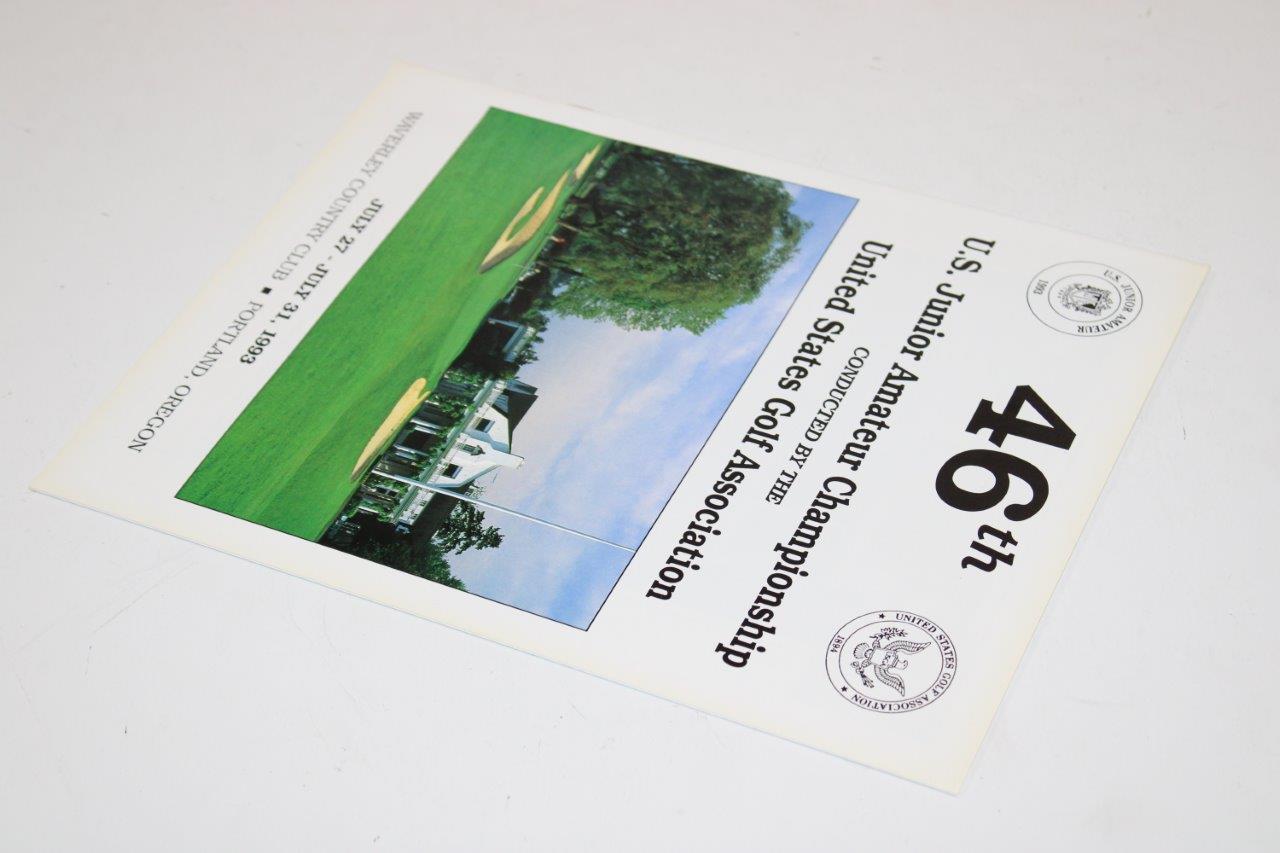 U.S. JUNIOR AMATEUR
1993
46th
UNITED STATES GOLF ASSOCIATION
1894
U.S. Junior Amateur Championship
CONDUCTED BY THE
United States Golf Association
JULY 27 - JULY 31, 1993
WAVERLEY COUNTRY CLUB ■ PORTLAND, OREGON